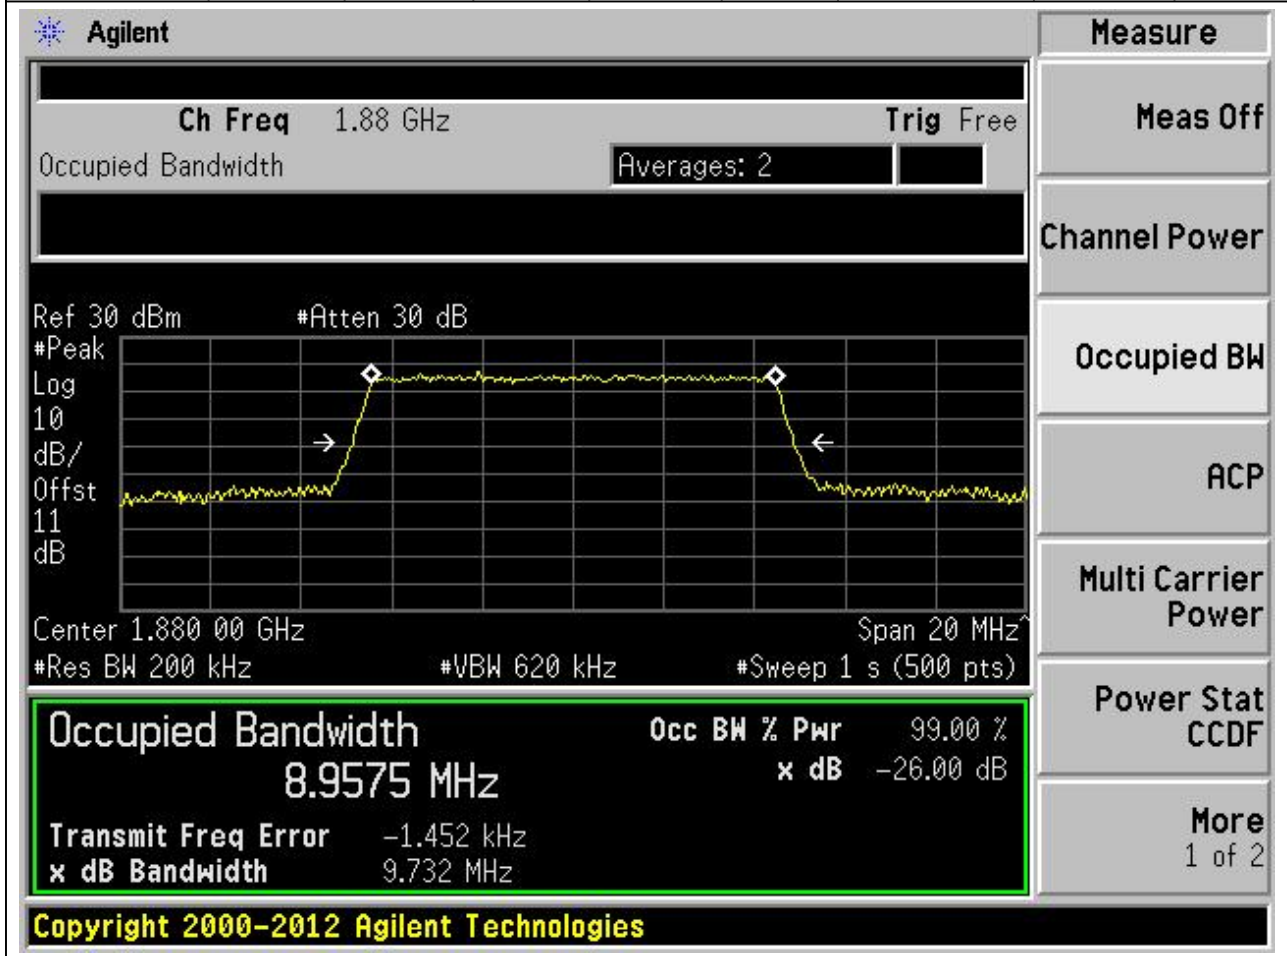 Agilent
Measure
Ch Freq 1.88 GHz Trig Free
Occupied Bandwidth Averages: 2
Meas Off
Channel Power
Occupied BW
ACP
Multi Carrier
Power
Power Stat
CCDF
More
1 of 2
Ref 30 dBm #Atten 30 dB
#Peak
Log
10
dB/
Offst
11
dB
Center 1.880 00 GHz Span 20 MHz^
#Res BW 200 kHz #VBW 620 kHz #Sweep 1 s (500 pts)
Occupied Bandwidth Occ BW % Pwr 99.00 %
8.9575 MHz x dB -26.00 dB
Transmit Freq Error -1.452 kHz
x dB Bandwidth 9.732 MHz
Copyright 2000-2012 Agilent Technologies